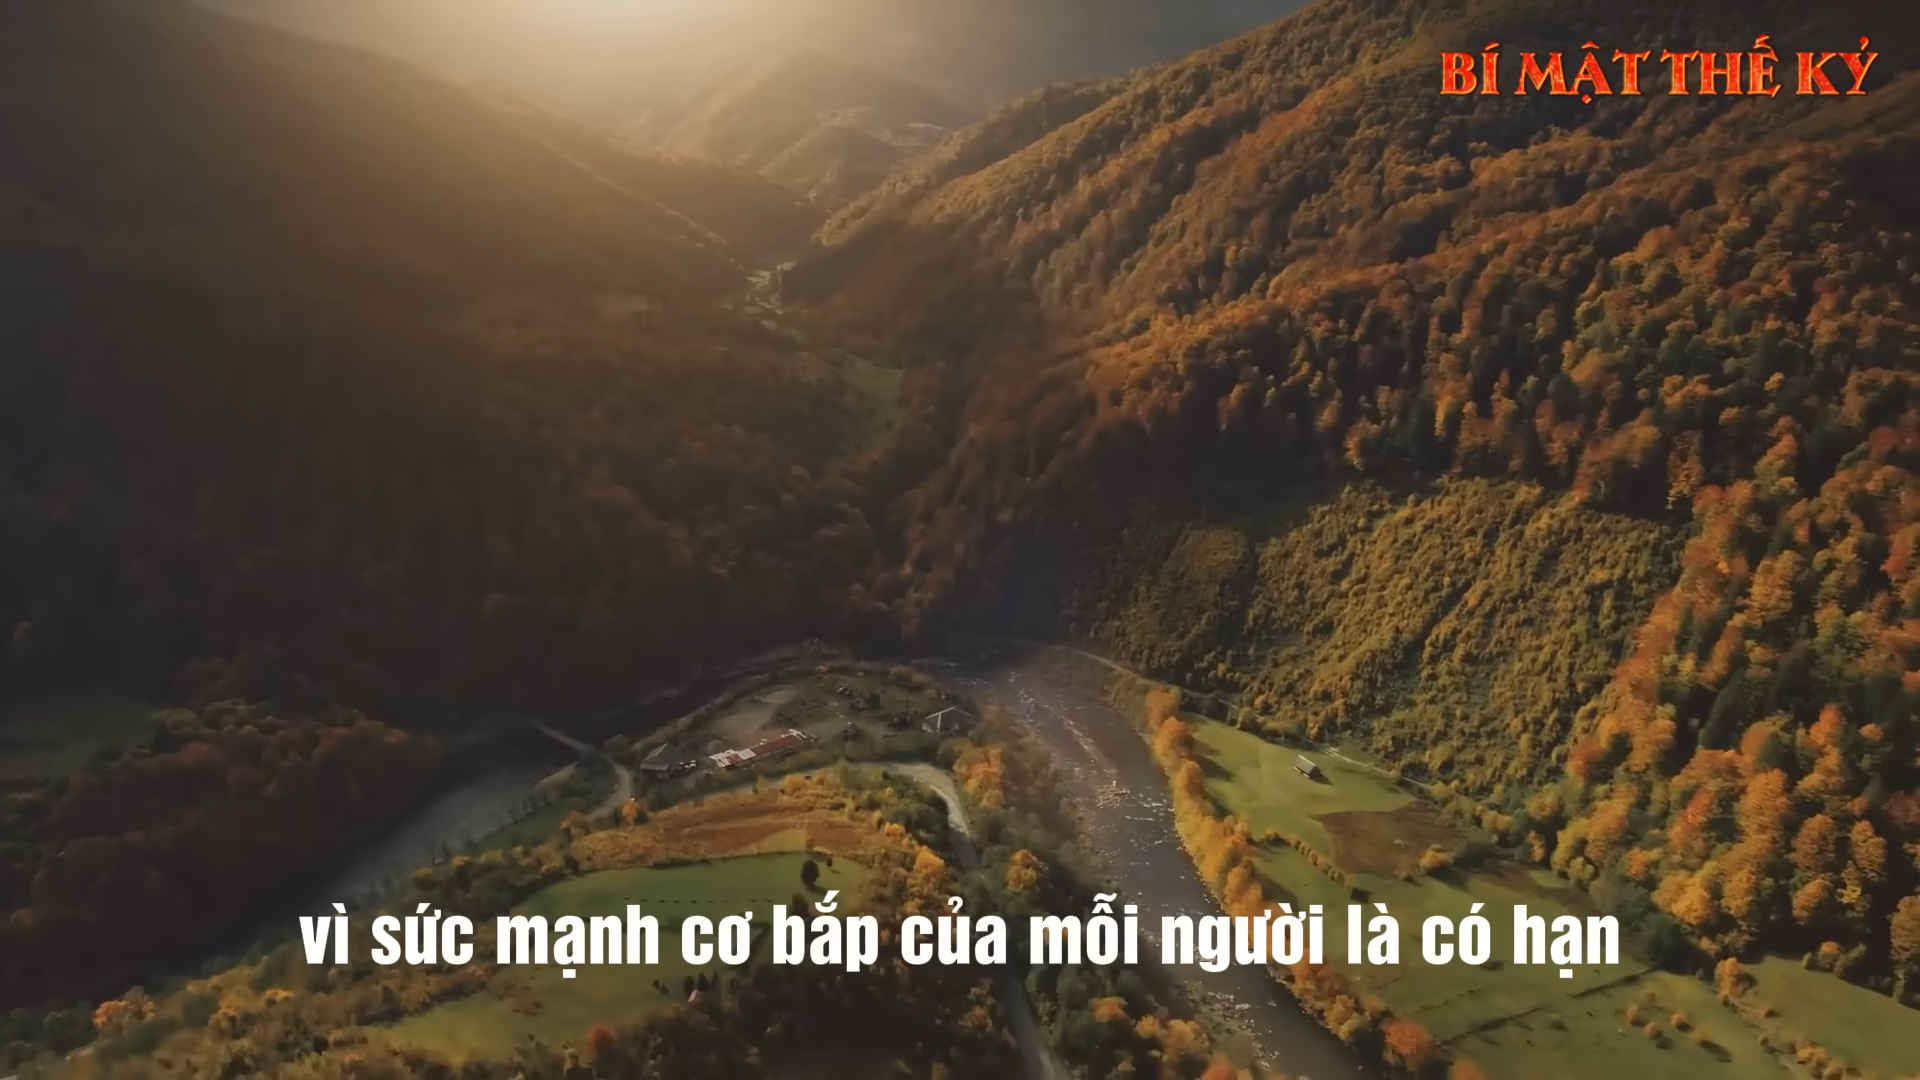 BÍ MẬT THẾ KỶ
vì sức mạnh cơ bắp của mỗi người là có hạn